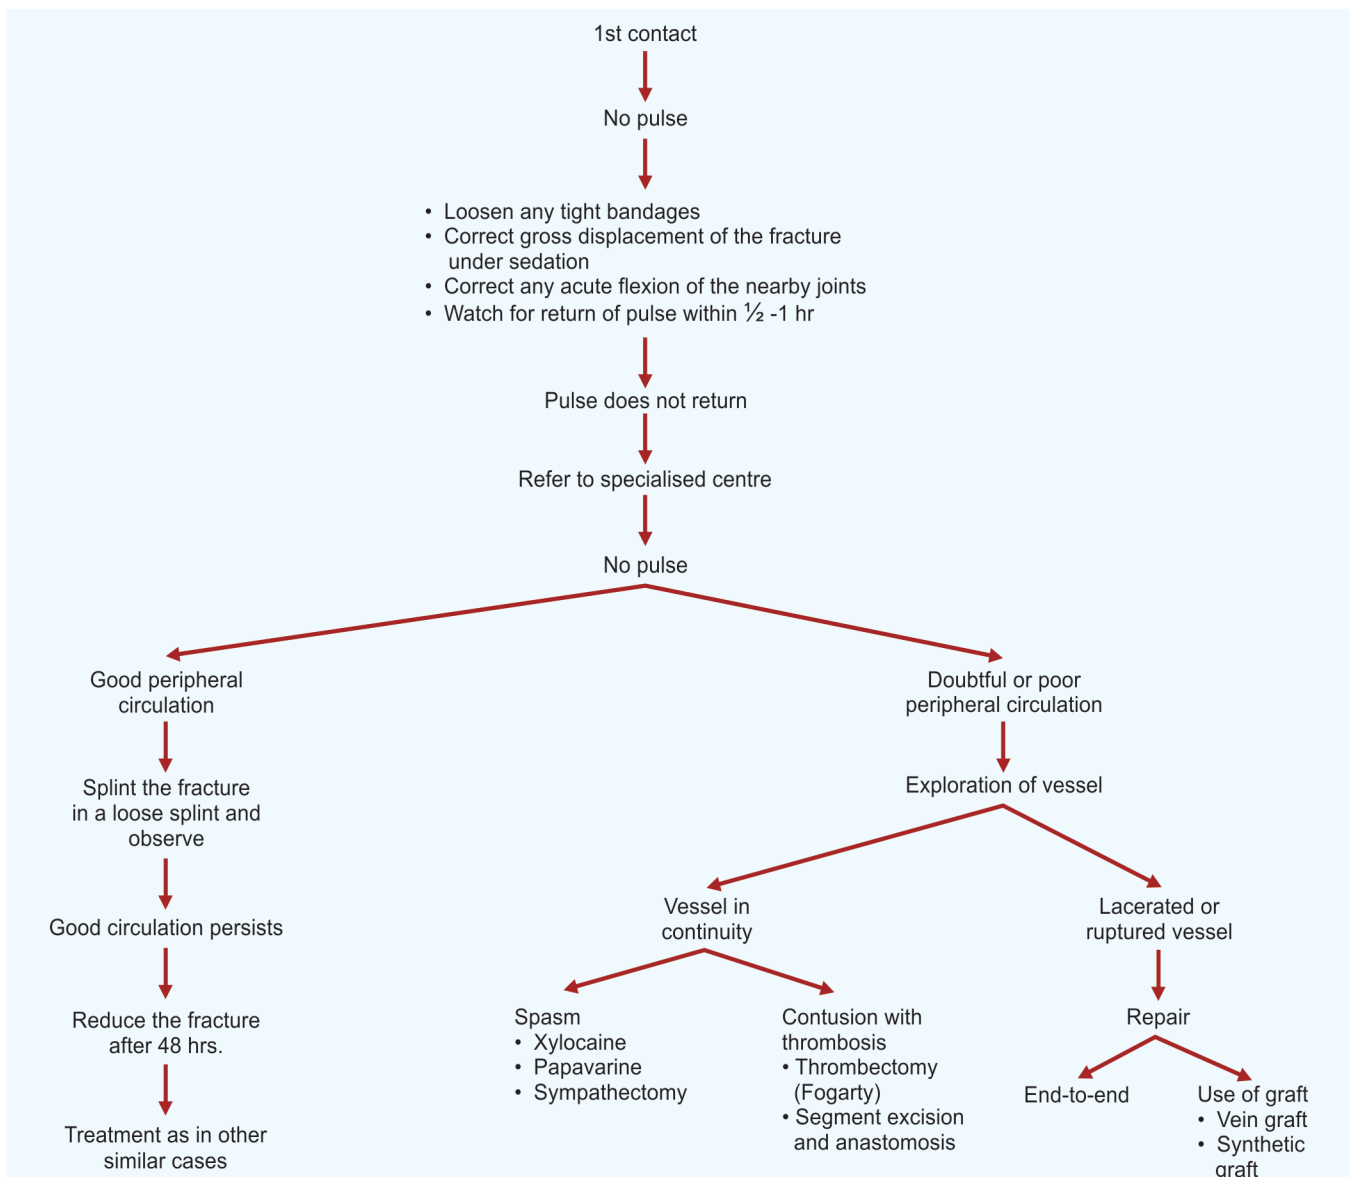 1st contact
No pulse
• Loosen any tight bandages
• Correct gross displacement of the fracture
under sedation
• Correct any acute flexion of the nearby joints
• Watch for return of pulse within ½ -1 hr
Pulse does not return
Refer to specialised centre
No pulse
Good peripheral
circulation
Splint the fracture
in a loose splint and
observe
Good circulation persists
Reduce the fracture
after 48 hrs.
Treatment as in other
similar cases
Doubtful or poor
peripheral circulation
Exploration of vessel
Vessel in
continuity
Spasm
• Xylocaine
• Papavarine
• Sympathectomy
Contusion with
thrombosis
• Thrombectomy
(Fogarty)
• Segment excision
and anastomosis
Lacerated or
ruptured vessel
Repair
End-to-end
Use of graft
• Vein graft
• Synthetic
graft